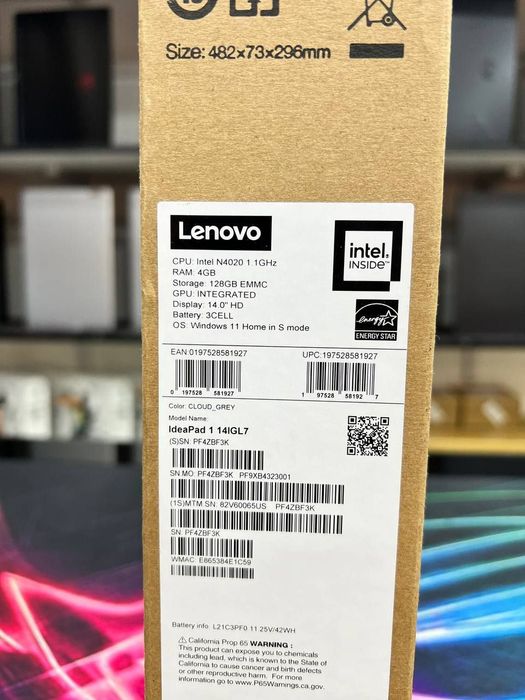 Size: 482x73x296mm
Lenovo
intel.
INSIDE™
CPU: Intel N4020 1.1GHz
RAM: 4GB
Storage: 128GB EMMC
GPU: INTEGRATED
Display: 14.0" HD
Battery: 3CELL
OS: Windows 11 Home in S mode
energy
ENERGY STAR
EAN:0197528581927
UPC:197528581927
0 197528 581927
1 97528 58192 7
Color: CLOUD_GREY
Model Name:
IdeaPad 1 14IGL7
(S)SN: PF4ZBF3K
SN MO: PF4ZBF3K PF9XB4323001
(1S)MTM SN: 82V60065US PF4ZBF3K
SN: PF4ZBF3K
WMAC: E865384E1C59
Battery info: L21C3PF0 11.25V/42WH
⚠ California Prop 65 WARNING :
This product can expose you to chemicals
including lead, which is known to the State of
California to cause cancer and birth defects
or other reproductive harm. For more
information go to www.P65Warnings.ca.gov.